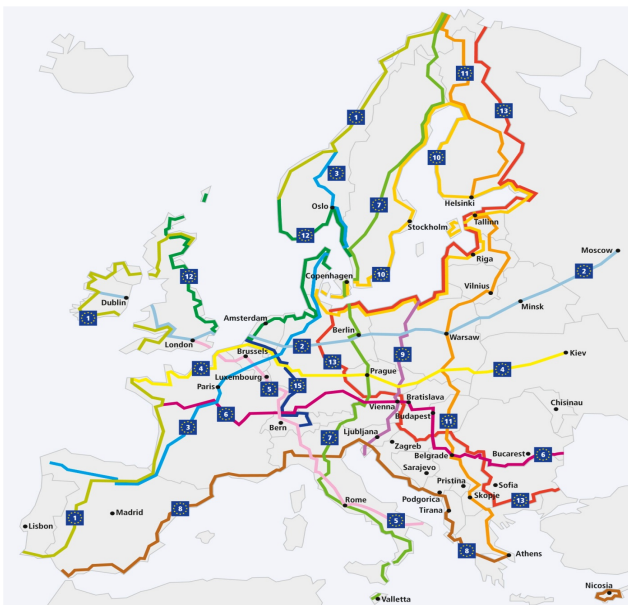 11
13
1
3
10
7
Helsinki
Oslo
Tallinn
Stockholm
12
Moscow
Riga
2
12
Copenhagen
10
Vilnius
Dublin
Minsk
1
Amsterdam
Berlin
Warsaw
London
2
Brussels
9
Kiev
4
13
4
Luxembourg
Prague
Paris
5
15
Bratislava
Vienna
Chisinau
6
Budapest
Bern
11
3
Ljubljana
7
Zagreb
Belgrade
Bucarest
6
Sarajevo
Pristina
Sofia
8
Madrid
Rome
Podgorica
Skopje
13
Lisbon
1
5
Tirana
8
Athens
Nicosia
Valletta